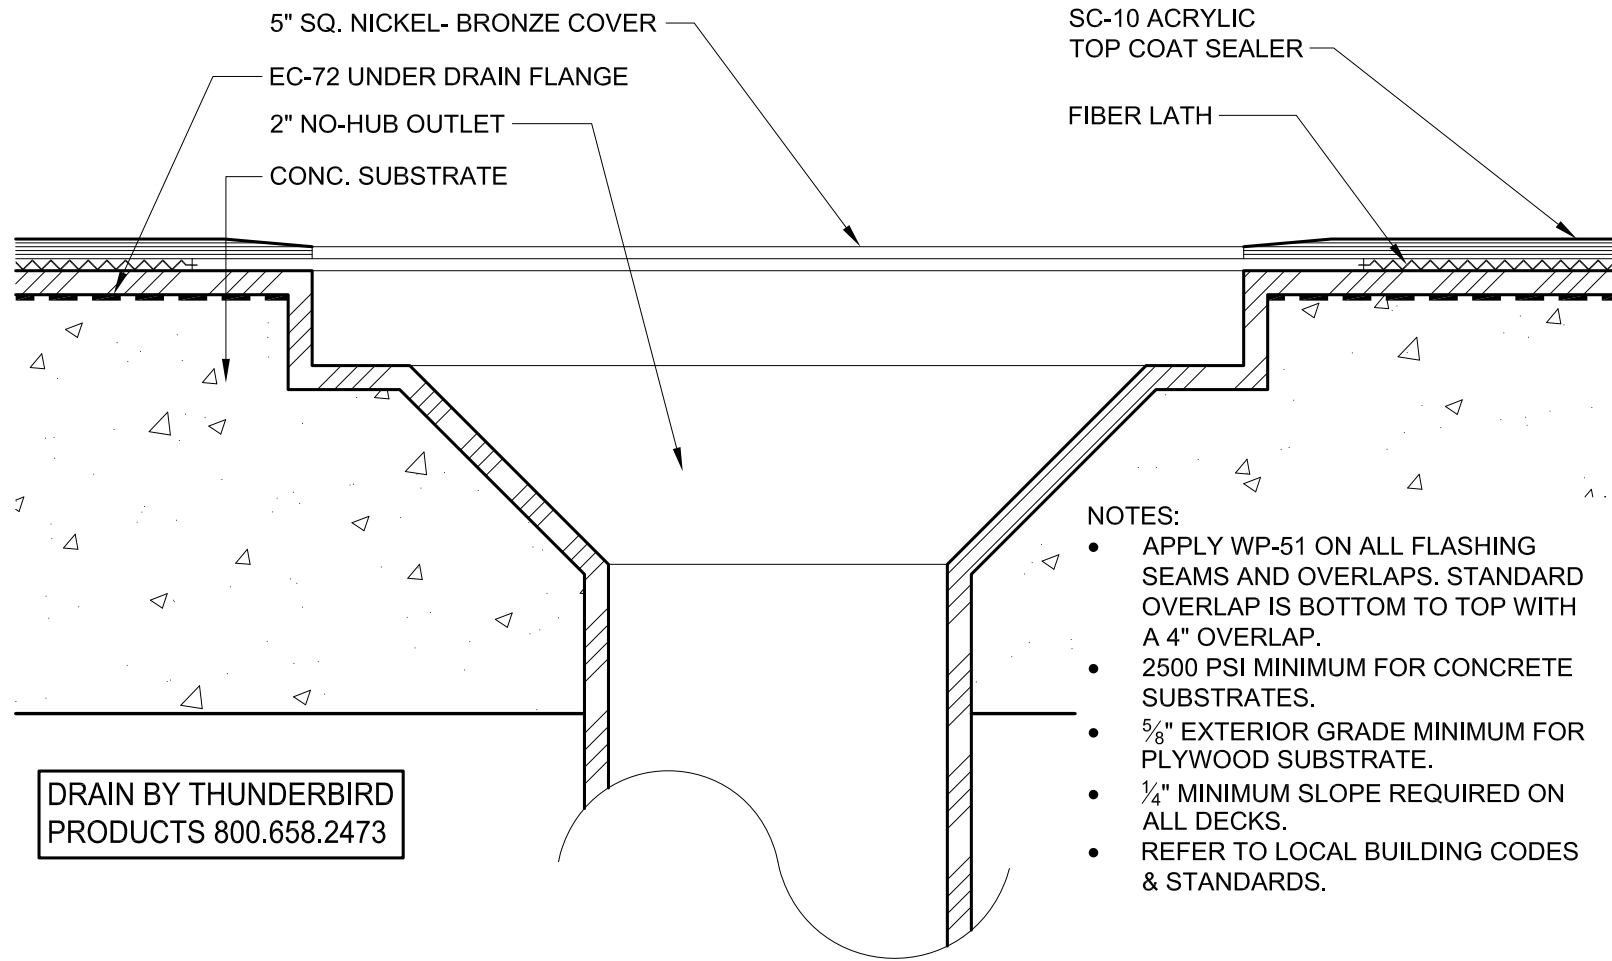 5" SQ. NICKEL- BRONZE COVER
EC-72 UNDER DRAIN FLANGE
2" NO-HUB OUTLET
CONC. SUBSTRATE
SC-10 ACRYLIC
TOP COAT SEALER
FIBER LATH
NOTES:
• APPLY WP-51 ON ALL FLASHING
SEAMS AND OVERLAPS. STANDARD
OVERLAP IS BOTTOM TO TOP WITH
A 4" OVERLAP.
• 2500 PSI MINIMUM FOR CONCRETE
SUBSTRATES.
• 5/8" EXTERIOR GRADE MINIMUM FOR
PLYWOOD SUBSTRATE.
• 1/4" MINIMUM SLOPE REQUIRED ON
ALL DECKS.
• REFER TO LOCAL BUILDING CODES
& STANDARDS.
DRAIN BY THUNDERBIRD
PRODUCTS 800.658.2473